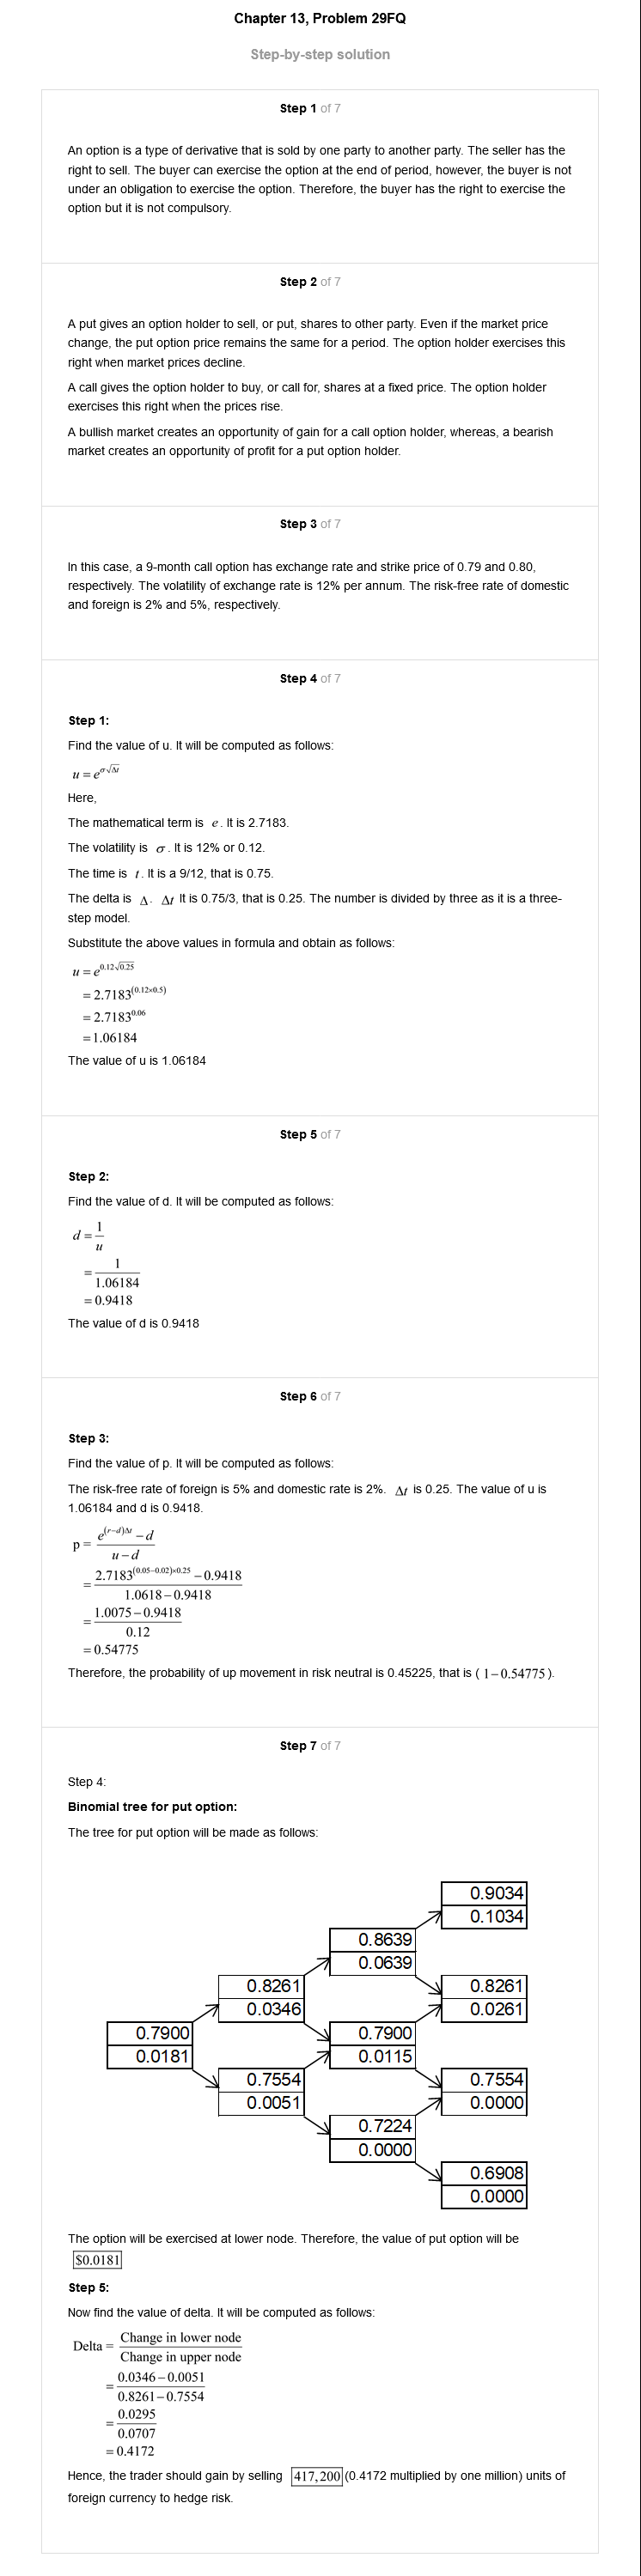 Chapter 13, Problem 29FQ
Step-by-step solution
Step 1 of 7
An option is a type of derivative that is sold by one party to another party. The seller has the
right to sell. The buyer can exercise the option at the end of period, however, the buyer is not
under an obligation to exercise the option. Therefore, the buyer has the right to exercise the
option but it is not compulsory.
Step 2 of 7
A put gives an option holder to sell, or put, shares to other party. Even if the market price
change, the put option price remains the same for a period. The option holder exercises this
right when market prices decline.
A call gives the option holder to buy, or call for, shares at a fixed price. The option holder
exercises this right when the prices rise.
A bullish market creates an opportunity of gain for a call option holder, whereas, a bearish
market creates an opportunity of profit for a put option holder.
Step 3 of 7
In this case, a 9-month call option has exchange rate and strike price of 0.79 and 0.80,
respectively. The volatility of exchange rate is 12% per annum. The risk-free rate of domestic
and foreign is 2% and 5%, respectively.
Step 4 of 7
Step 1:
Find the value of u. It will be computed as follows:
u = e^{σ√Δt}
Here,
The mathematical term is e. It is 2.7183.
The volatility is σ. It is 12% or 0.12.
The time is t. It is a 9/12, that is 0.75.
The delta is Δ. Δt It is 0.75/3, that is 0.25. The number is divided by three as it is a three-
step model.
Substitute the above values in formula and obtain as follows:
u = e^{0.12√0.25}
= 2.7183^{(0.12×0.5)}
= 2.7183^{0.06}
= 1.06184
The value of u is 1.06184
Step 5 of 7
Step 2:
Find the value of d. It will be computed as follows:
d = 1/u
= 1/1.06184
= 0.9418
The value of d is 0.9418
Step 6 of 7
Step 3:
Find the value of p. It will be computed as follows:
The risk-free rate of foreign is 5% and domestic rate is 2%. Δt is 0.25. The value of u is
1.06184 and d is 0.9418.
p = (e^{(r−d)Δt} − d)/(u − d)
= (2.7183^{(0.05−0.02)×0.25} − 0.9418)/(1.0618 − 0.9418)
= (1.0075 − 0.9418)/0.12
= 0.54775
Therefore, the probability of up movement in risk neutral is 0.45225, that is (1−0.54775).
Step 7 of 7
Step 4:
Binomial tree for put option:
The tree for put option will be made as follows:
0.9034
0.1034
0.8639
0.0639
0.8261 0.8261
0.0346 0.0261
0.7900 0.7900
0.0181 0.0115
0.7554 0.7554
0.0051 0.0000
0.7224
0.0000
0.6908
0.0000
The option will be exercised at lower node. Therefore, the value of put option will be
$0.0181
Step 5:
Now find the value of delta. It will be computed as follows:
Delta = Change in lower node/Change in upper node
= (0.0346 − 0.0051)/(0.8261 − 0.7554)
= 0.0295/0.0707
= 0.4172
Hence, the trader should gain by selling 417,200 (0.4172 multiplied by one million) units of
foreign currency to hedge risk.